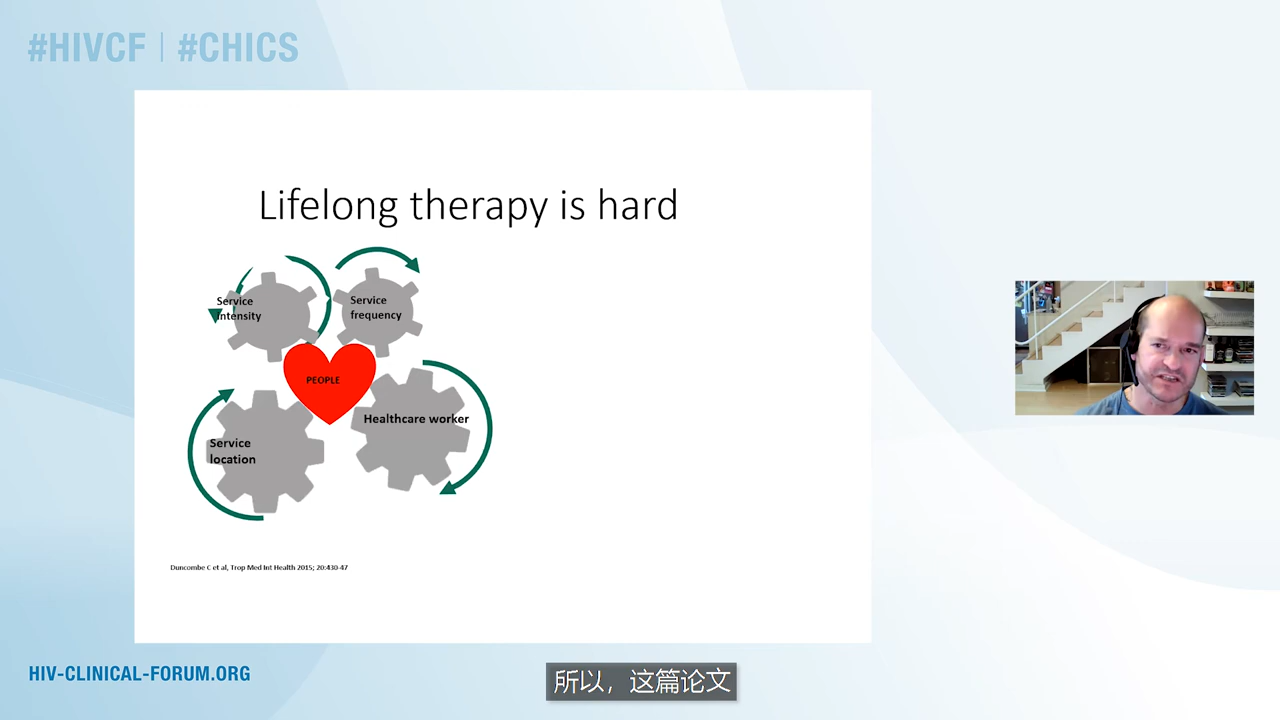 #HIVCF | #CHICS
Lifelong therapy is hard
Service
intensity
Service
frequency
PEOPLE
Healthcare worker
Service
location
Duncombe C et al, Trop Med Int Health 2015; 20:430-47
HIV-CLINICAL-FORUM.ORG
所以，这篇论文